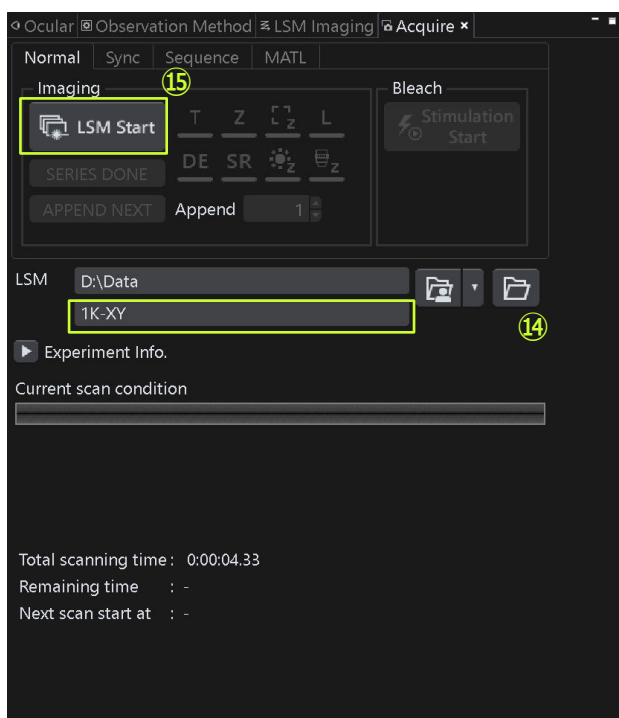 Ocular Observation Method LSM Imaging Acquire ×
Normal Sync Sequence MATL
Imaging ⑮ Bleach
LSM Start T Z Z L Stimulation Start
SERIES DONE DE SR Z Z
APPEND NEXT Append 1
LSM D:\Data
1K-XY ⑭
Experiment Info.
Current scan condition
Total scanning time : 0:00:04.33
Remaining time : -
Next scan start at : -